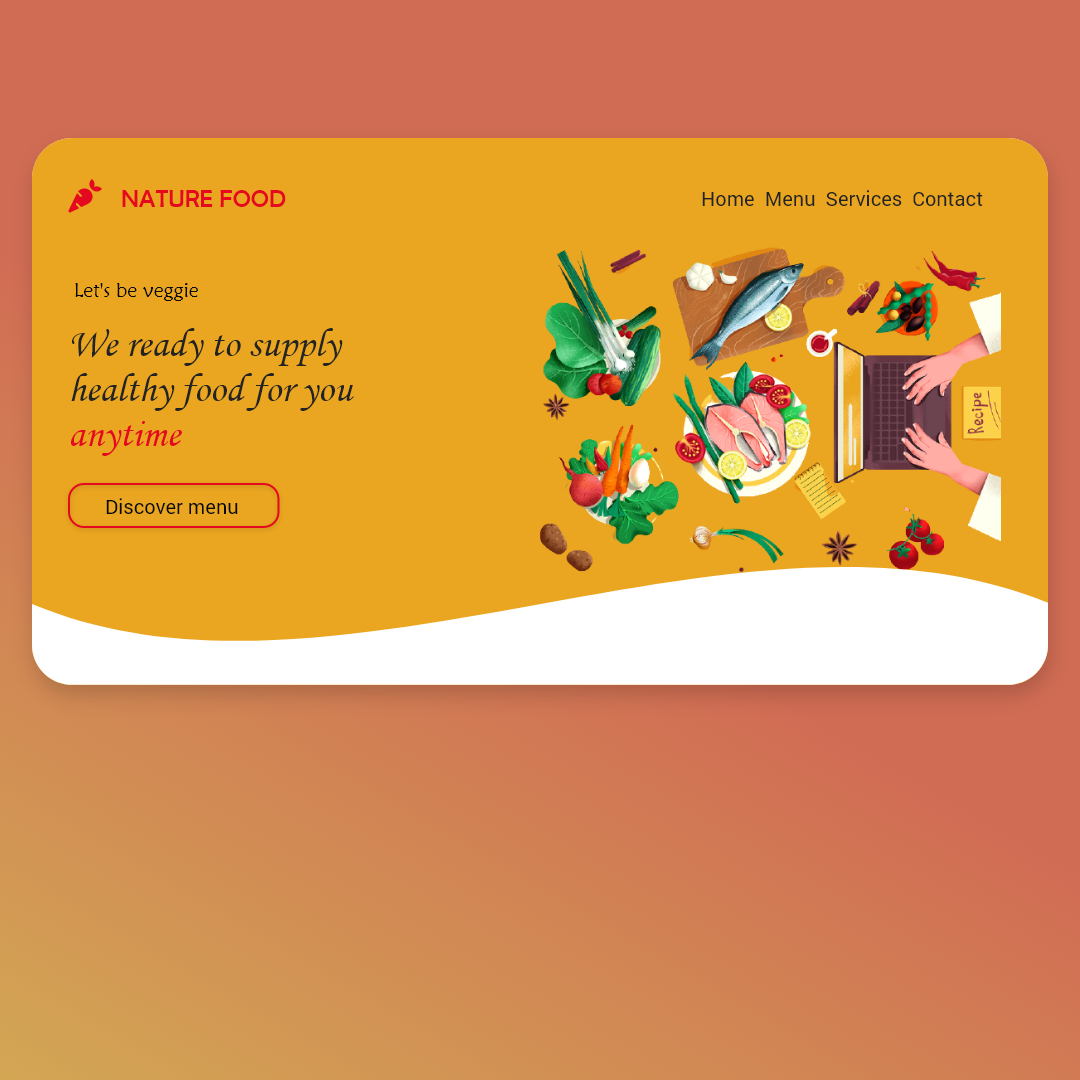 NATURE FOOD
Home Menu Services Contact
Let's be veggie
We ready to supply
healthy food for you
anytime
Discover menu
Recipe